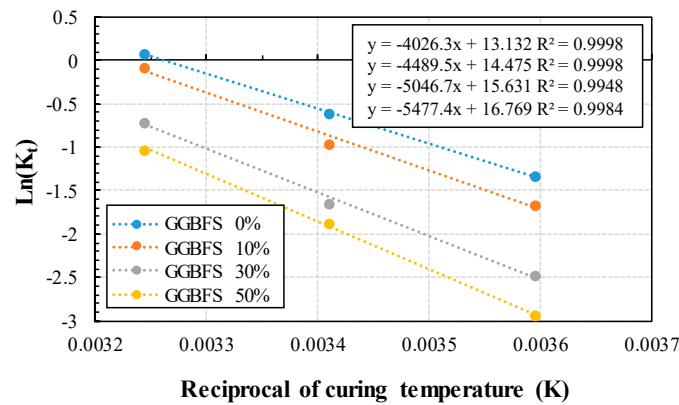 y = -4026.3x + 13.132 R² = 0.9998
y = -4489.5x + 14.475 R² = 0.9998
y = -5046.7x + 15.631 R² = 0.9948
y = -5477.4x + 16.769 R² = 0.9984
0.5
0
-0.5
-1
-1.5
-2
-2.5
-3
Ln(Kₜ)
GGBFS 0%
GGBFS 10%
GGBFS 30%
GGBFS 50%
0.0032 0.0033 0.0034 0.0035 0.0036 0.0037
Reciprocal of curing temperature (K)